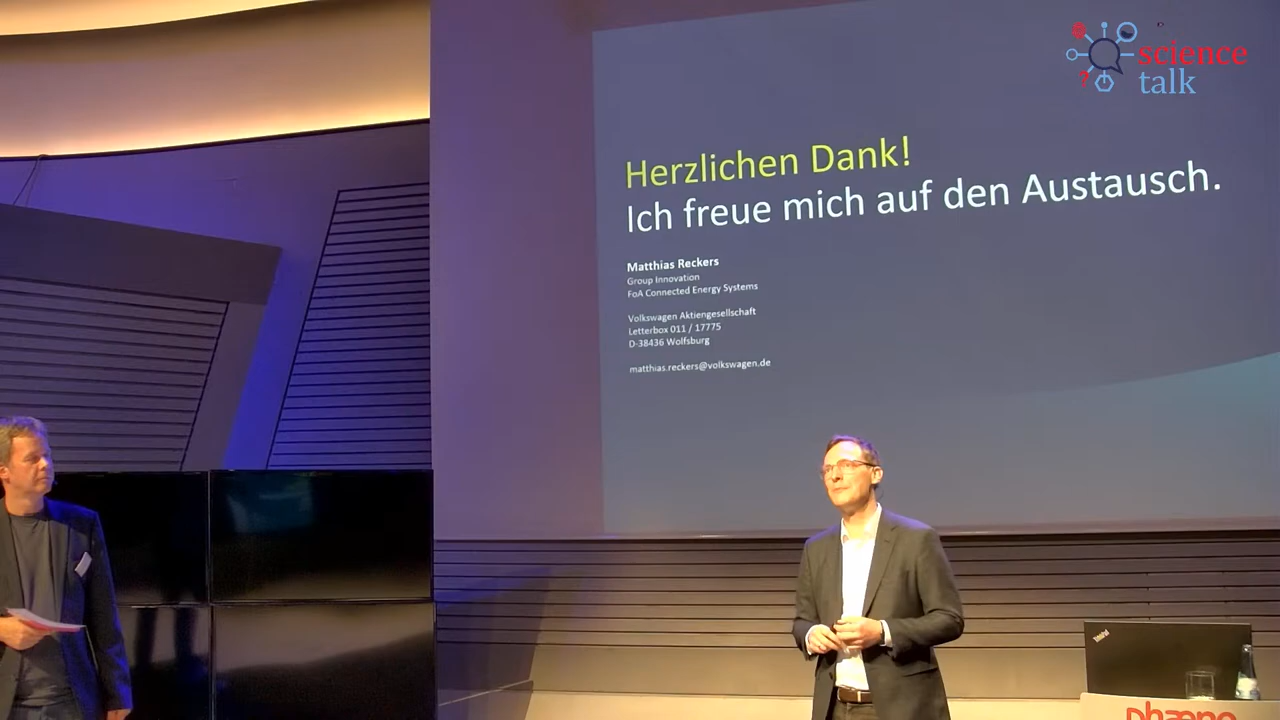 science
talk
Herzlichen Dank!
Ich freue mich auf den Austausch.
Matthias Reckers
Group Innovation
FoA Connected Energy Systems
Volkswagen Aktiengesellschaft
Letterbox 011 / 17775
D-38436 Wolfsburg
matthias.reckers@volkswagen.de
ThinkPad
phæno